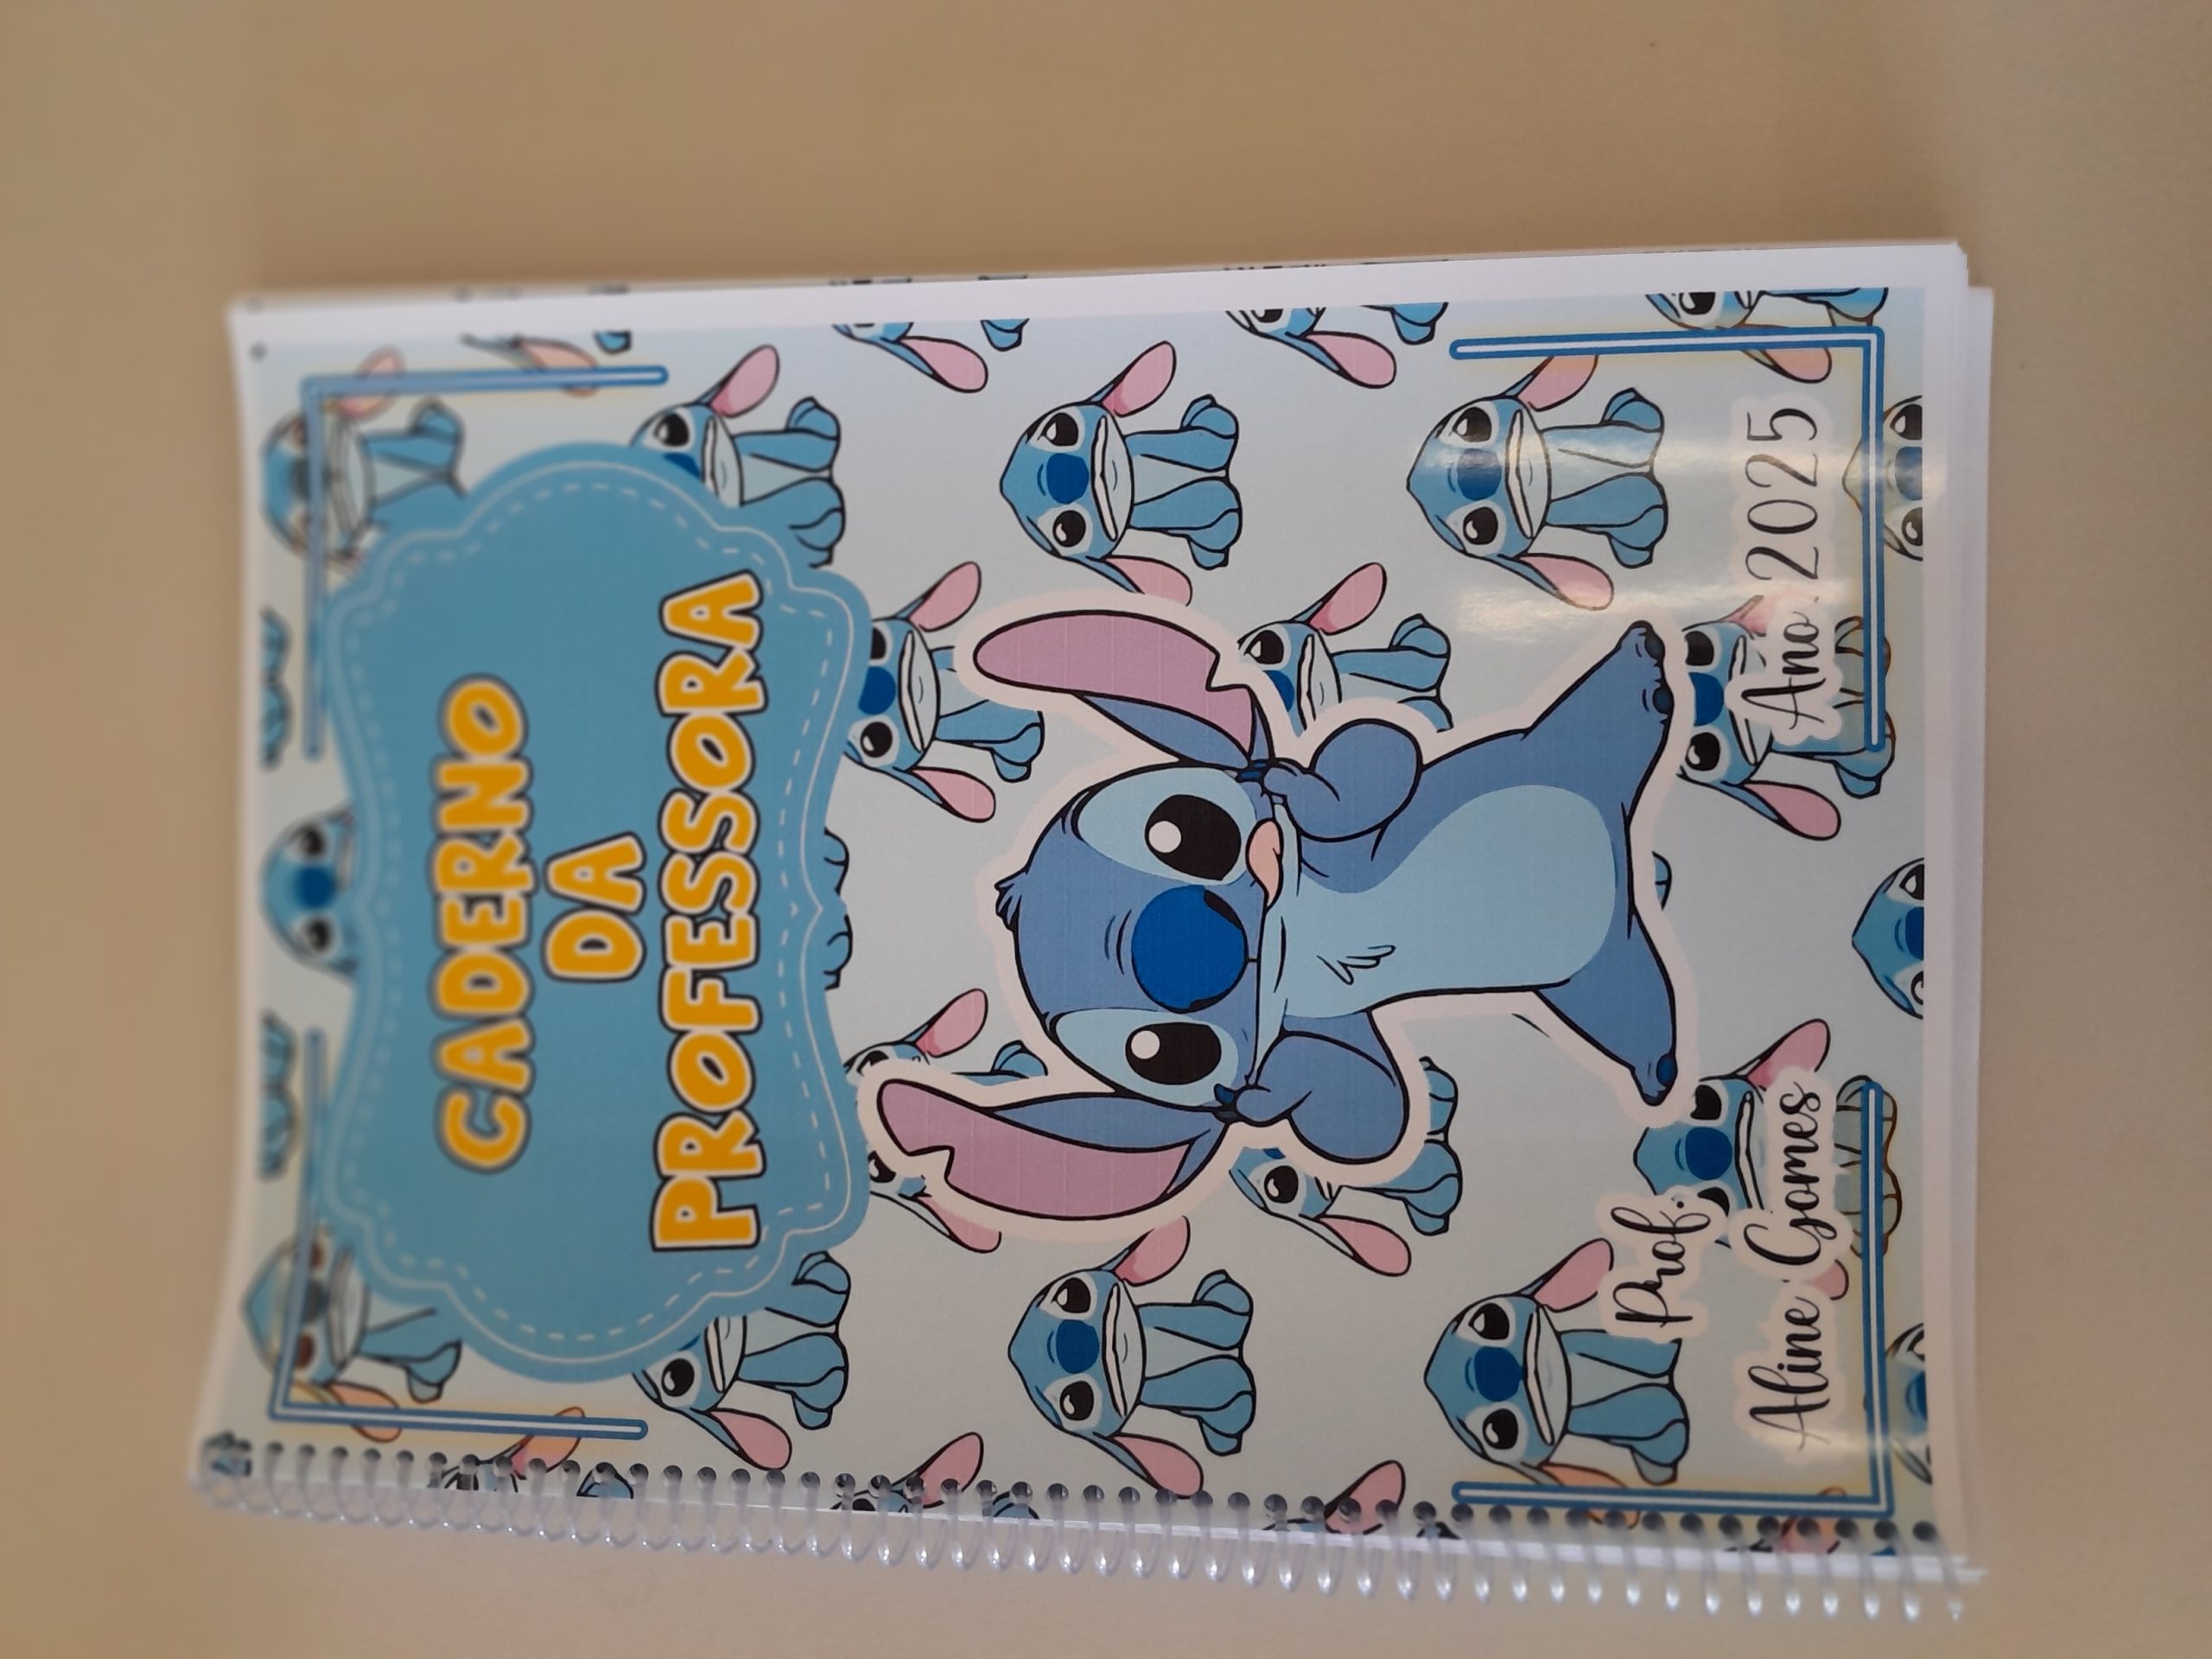 CADERNO
DA
PROFESSORA
Prof.
Aline Gomes
Ano 2025